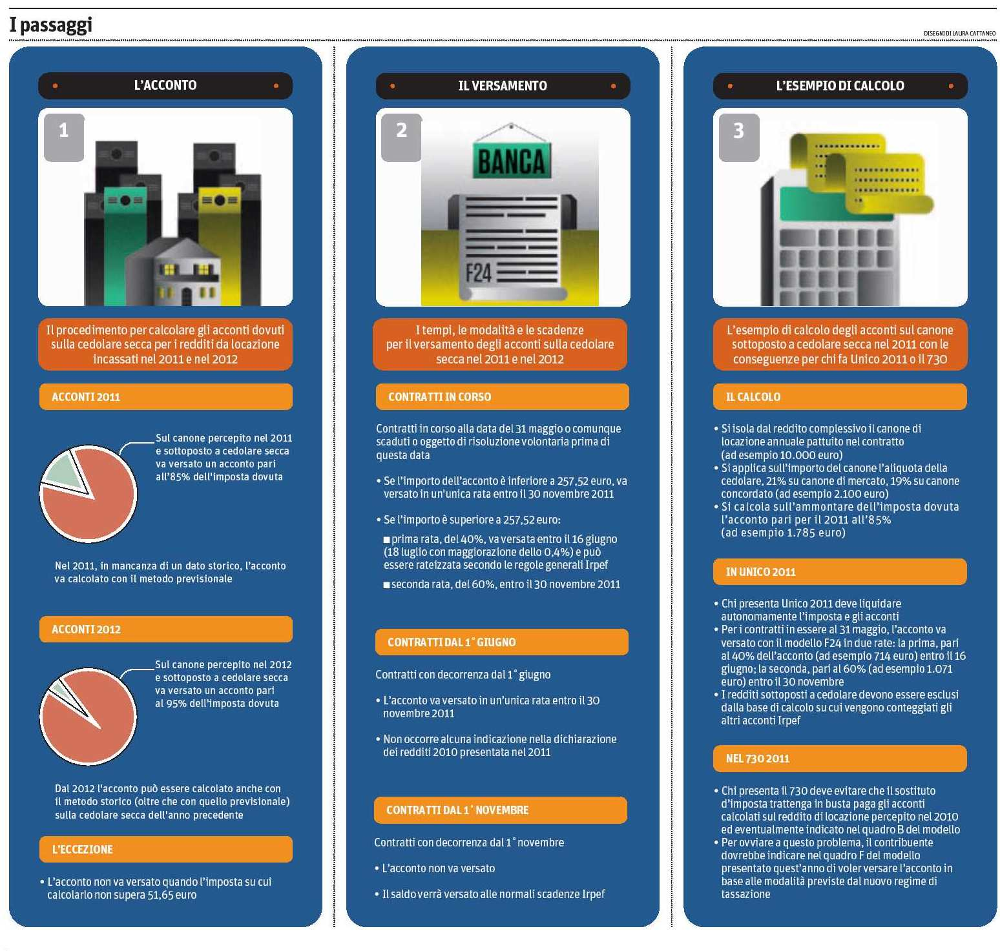 I passaggi
DISEGNI DI LAURA CATTANEO
L'ACCONTO
1
Il procedimento per calcolare gli acconti dovuti
sulla cedolare secca per i redditi da locazione
incassati nel 2011 e nel 2012
ACCONTI 2011
Sul canone percepito nel 2011
e sottoposto a cedolare secca
va versato un acconto pari
all'85% dell'imposta dovuta
Nel 2011, in mancanza di un dato storico, l'acconto
va calcolato con il metodo previsionale
ACCONTI 2012
Sul canone percepito nel 2012
e sottoposto a cedolare secca
va versato un acconto pari
al 95% dell'imposta dovuta
Dal 2012 l'acconto può essere calcolato anche con
il metodo storico (oltre che con quello previsionale)
sulla cedolare secca dell'anno precedente
L'ECCEZIONE
• L'acconto non va versato quando l'imposta su cui
calcolarlo non supera 51,65 euro
IL VERSAMENTO
2
BANCA
F24
I tempi, le modalità e le scadenze
per il versamento degli acconti sulla cedolare
secca nel 2011 e nel 2012
CONTRATTI IN CORSO
Contratti in corso alla data del 31 maggio o comunque
scaduti o oggetto di risoluzione volontaria prima di
questa data
• Se l'importo dell'acconto è inferiore a 257,52 euro, va
versato in un'unica rata entro il 30 novembre 2011
• Se l'importo è superiore a 257,52 euro:
■ prima rata, del 40%, va versata entro il 16 giugno
(18 luglio con maggiorazione dello 0,4%) e può
essere rateizzata secondo le regole generali Irpef
■ seconda rata, del 60%, entro il 30 novembre 2011
CONTRATTI DAL 1° GIUGNO
Contratti con decorrenza dal 1° giugno
• L'acconto va versato in un'unica rata entro il 30
novembre 2011
• Non occorre alcuna indicazione nella dichiarazione
dei redditi 2010 presentata nel 2011
CONTRATTI DAL 1° NOVEMBRE
Contratti con decorrenza dal 1° novembre
• L'acconto non va versato
• Il saldo verrà versato alle normali scadenze Irpef
L'ESEMPIO DI CALCOLO
3
L'esempio di calcolo degli acconti sul canone
sottoposto a cedolare secca nel 2011 con le
conseguenze per chi fa Unico 2011 o il 730
IL CALCOLO
• Si isola dal reddito complessivo il canone di
locazione annuale pattuito nel contratto
(ad esempio 10.000 euro)
• Si applica sull'importo del canone l'aliquota della
cedolare, 21% su canone di mercato, 19% su canone
concordato (ad esempio 2.100 euro)
• Si calcola sull'ammontare dell'imposta dovuta
l'acconto pari per il 2011 all'85%
(ad esempio 1.785 euro)
IN UNICO 2011
• Chi presenta Unico 2011 deve liquidare
autonomamente l'imposta e gli acconti
• Per i contratti in essere al 31 maggio, l'acconto va
versato con il modello F24 in due rate: la prima, pari
al 40% dell'acconto (ad esempio 714 euro) entro il 16
giugno; la seconda, pari al 60% (ad esempio 1.071
euro) entro il 30 novembre
• I redditi sottoposti a cedolare devono essere esclusi
dalla base di calcolo su cui vengono conteggiati gli
altri acconti Irpef
NEL 730 2011
• Chi presenta il 730 deve evitare che il sostituto
d'imposta trattenga in busta paga gli acconti
calcolati sul reddito di locazione percepito nel 2010
ed eventualmente indicato nel quadro B del modello
• Per ovviare a questo problema, il contribuente
dovrebbe indicare nel quadro F del modello
presentato quest'anno di voler versare l'acconto in
base alle modalità previste dal nuovo regime di
tassazione